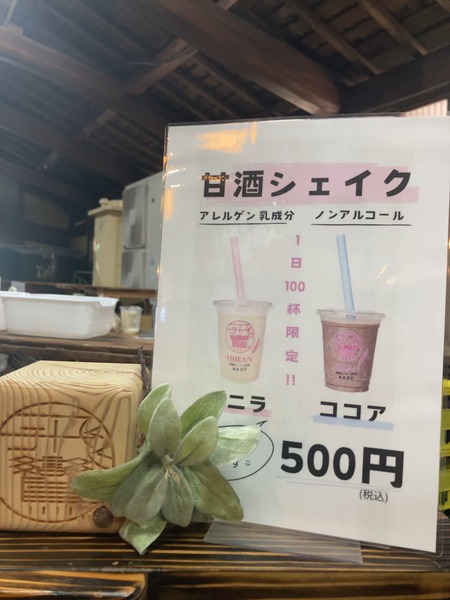 甘酒シェイク
アレルゲン 乳成分 ノンアルコール
1日100杯限定!!
HIRAN
ニラ
ココア
500円
(税込)